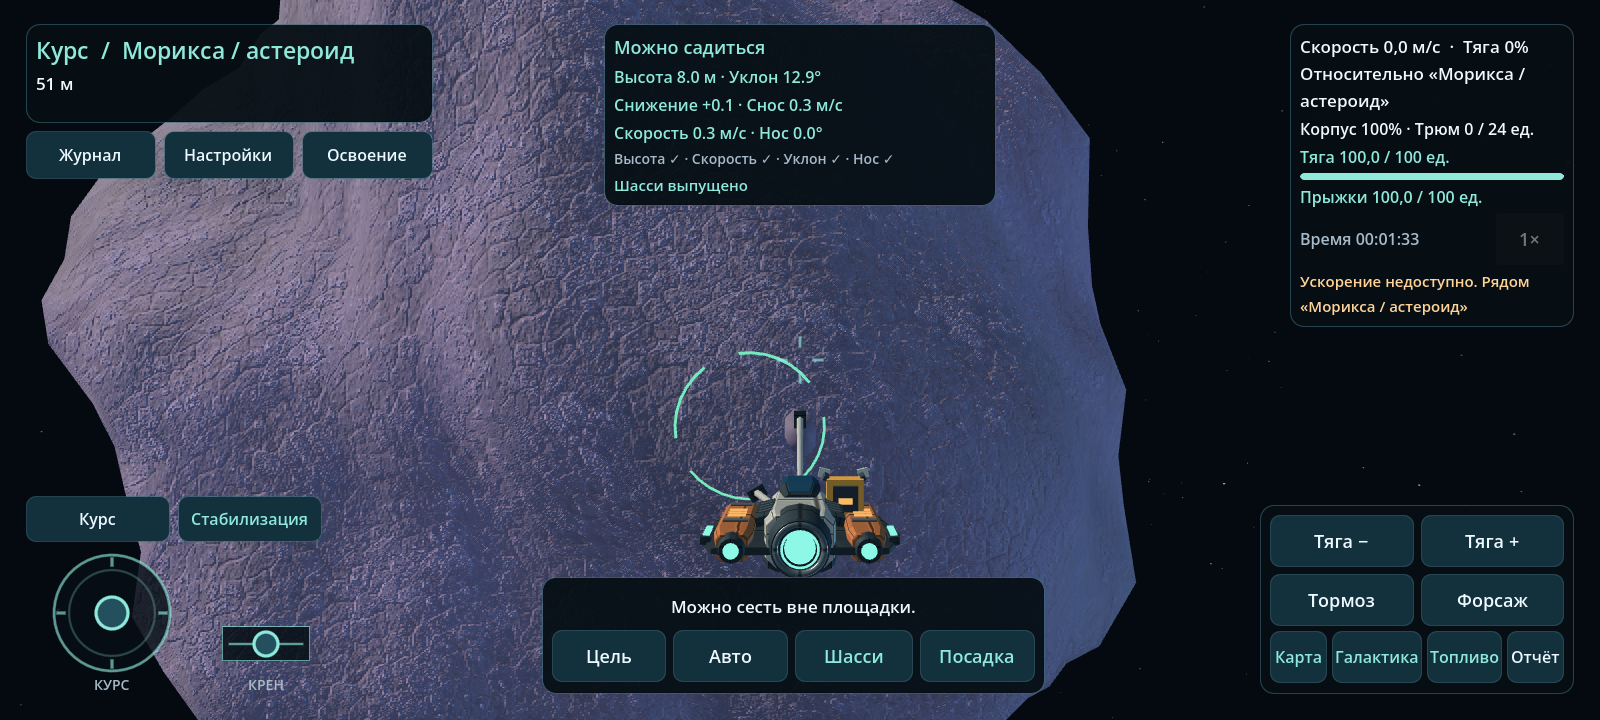 Курс / Морикса / астероид
51 м
Журнал
Настройки
Освоение
Можно садиться
Высота 8.0 м · Уклон 12.9°
Снижение +0.1 · Снос 0.3 м/с
Скорость 0.3 м/с · Нос 0.0°
Высота ✓ · Скорость ✓ · Уклон ✓ · Нос ✓
Шасси выпущено
Скорость 0,0 м/с · Тяга 0%
Относительно «Морикса /
астероид»
Корпус 100% · Трюм 0 / 24 ед.
Тяга 100,0 / 100 ед.
Прыжки 100,0 / 100 ед.
Время 00:01:33
1×
Ускорение недоступно. Рядом
«Морикса / астероид»
Курс
Стабилизация
КУРС
КРЕН
Можно сесть вне площадки.
Цель
Авто
Шасси
Посадка
Тяга −
Тяга +
Тормоз
Форсаж
Карта
Галактика
Топливо
Отчёт